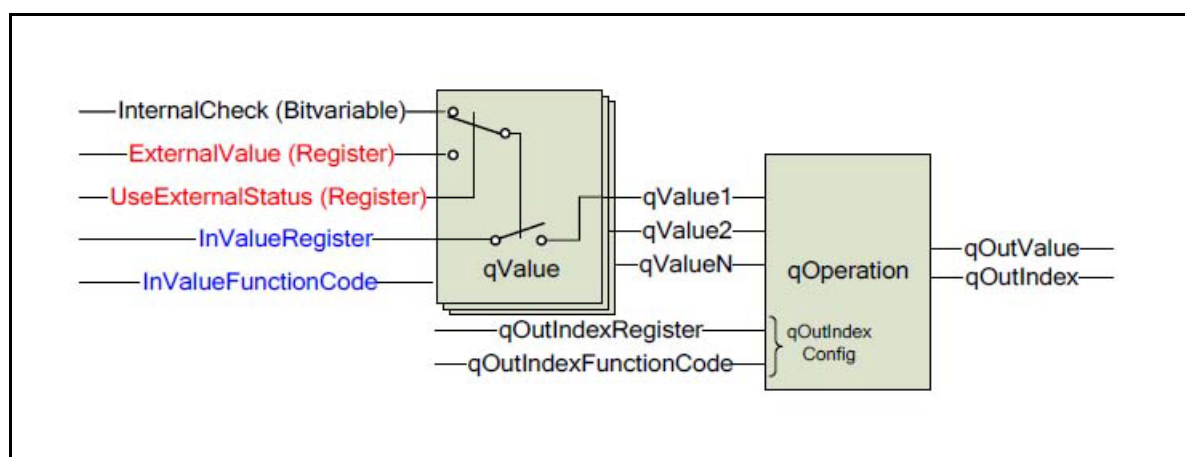 InternalCheck (Bitvariable)
ExternalValue (Register)
UseExternalStatus (Register)
InValueRegister
InValueFunctionCode
qValue
qValue1
qValue2
qValueN
qOperation
qOutValue
qOutIndex
qOutIndexRegister
qOutIndexFunctionCode
qOutIndex
Config